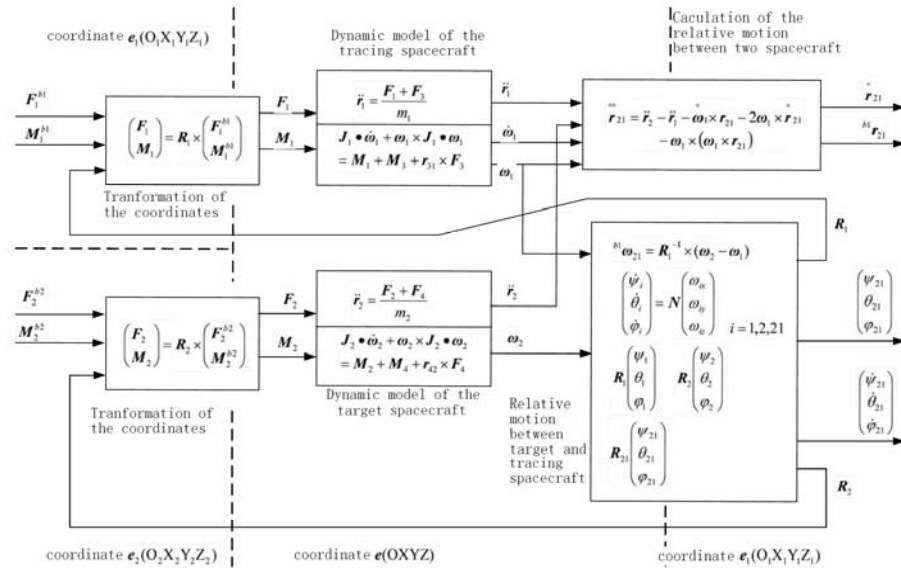 coordinate e₁(O₁X₁Y₁Z₁)
Dynamic model of the
tracing spacecraft
Caculation of the
relative motion
between two spacecraft
F₁ᵇ¹
M₁ᵇ¹
(F₁ M₁) = R₁ × (F₁ᵇ¹ M₁ᵇ¹)
F₁
M₁
r̈₁ = (F₁ + F₃) / m₁
J₁ • ω̇₁ + ω₁ × J₁ • ω₁
= M₁ + M₃ + r₃₁ × F₃
r̈₁
ω̇₁
ω₁
r̊̊₂₁ = r̈₂ - r̈₁ - ω̊₁ × r₂₁ - 2ω₁ × r̊₂₁
- ω₁ × (ω₁ × r₂₁)
r̊₂₁
ᵇ¹r₂₁
Tranformation of
the coordinates
R₁
F₂ᵇ²
M₂ᵇ²
(F₂ M₂) = R₂ × (F₂ᵇ² M₂ᵇ²)
F₂
M₂
r̈₂ = (F₂ + F₄) / m₂
J₂ • ω̇₂ + ω₂ × J₂ • ω₂
= M₂ + M₄ + r₄₂ × F₄
r̈₂
ω₂
Dynamic model of the
target spacecraft
Tranformation of
the coordinates
Relative
motion
between
target and
tracing
spacecraft
ᵇ¹ω₂₁ = R₁⁻¹ × (ω₂ - ω₁)
(ψ̇ᵢ θ̇ᵢ φ̇ᵢ) = N (ωᵢₓ ωᵢy ωᵢz) i = 1,2,21
R₁ (ψ₁ θ₁ φ₁) R₂ (ψ₂ θ₂ φ₂)
R₂₁ (ψ₂₁ θ₂₁ φ₂₁)
(ψ₂₁ θ₂₁ φ₂₁)
(ψ̇₂₁ θ̇₂₁ φ̇₂₁)
R₂
coordinate e₂(O₂X₂Y₂Z₂)
coordinate e(OXYZ)
coordinate e₁(O₁X₁Y₁Z₁)